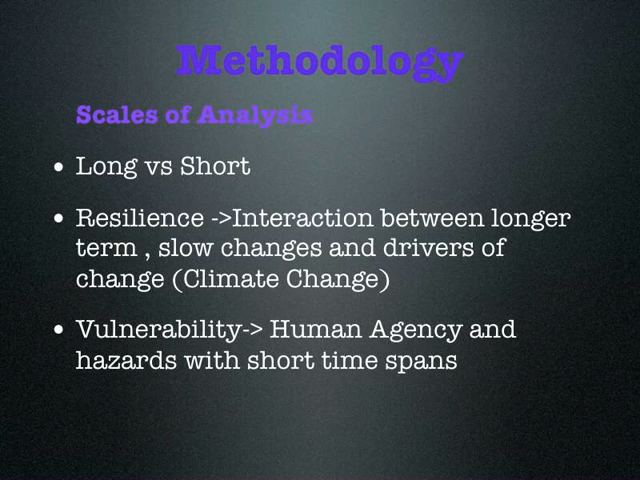 Methodology
Scales of Analysis
• Long vs Short
• Resilience ->Interaction between longer
term , slow changes and drivers of
change (Climate Change)
• Vulnerability-> Human Agency and
hazards with short time spans